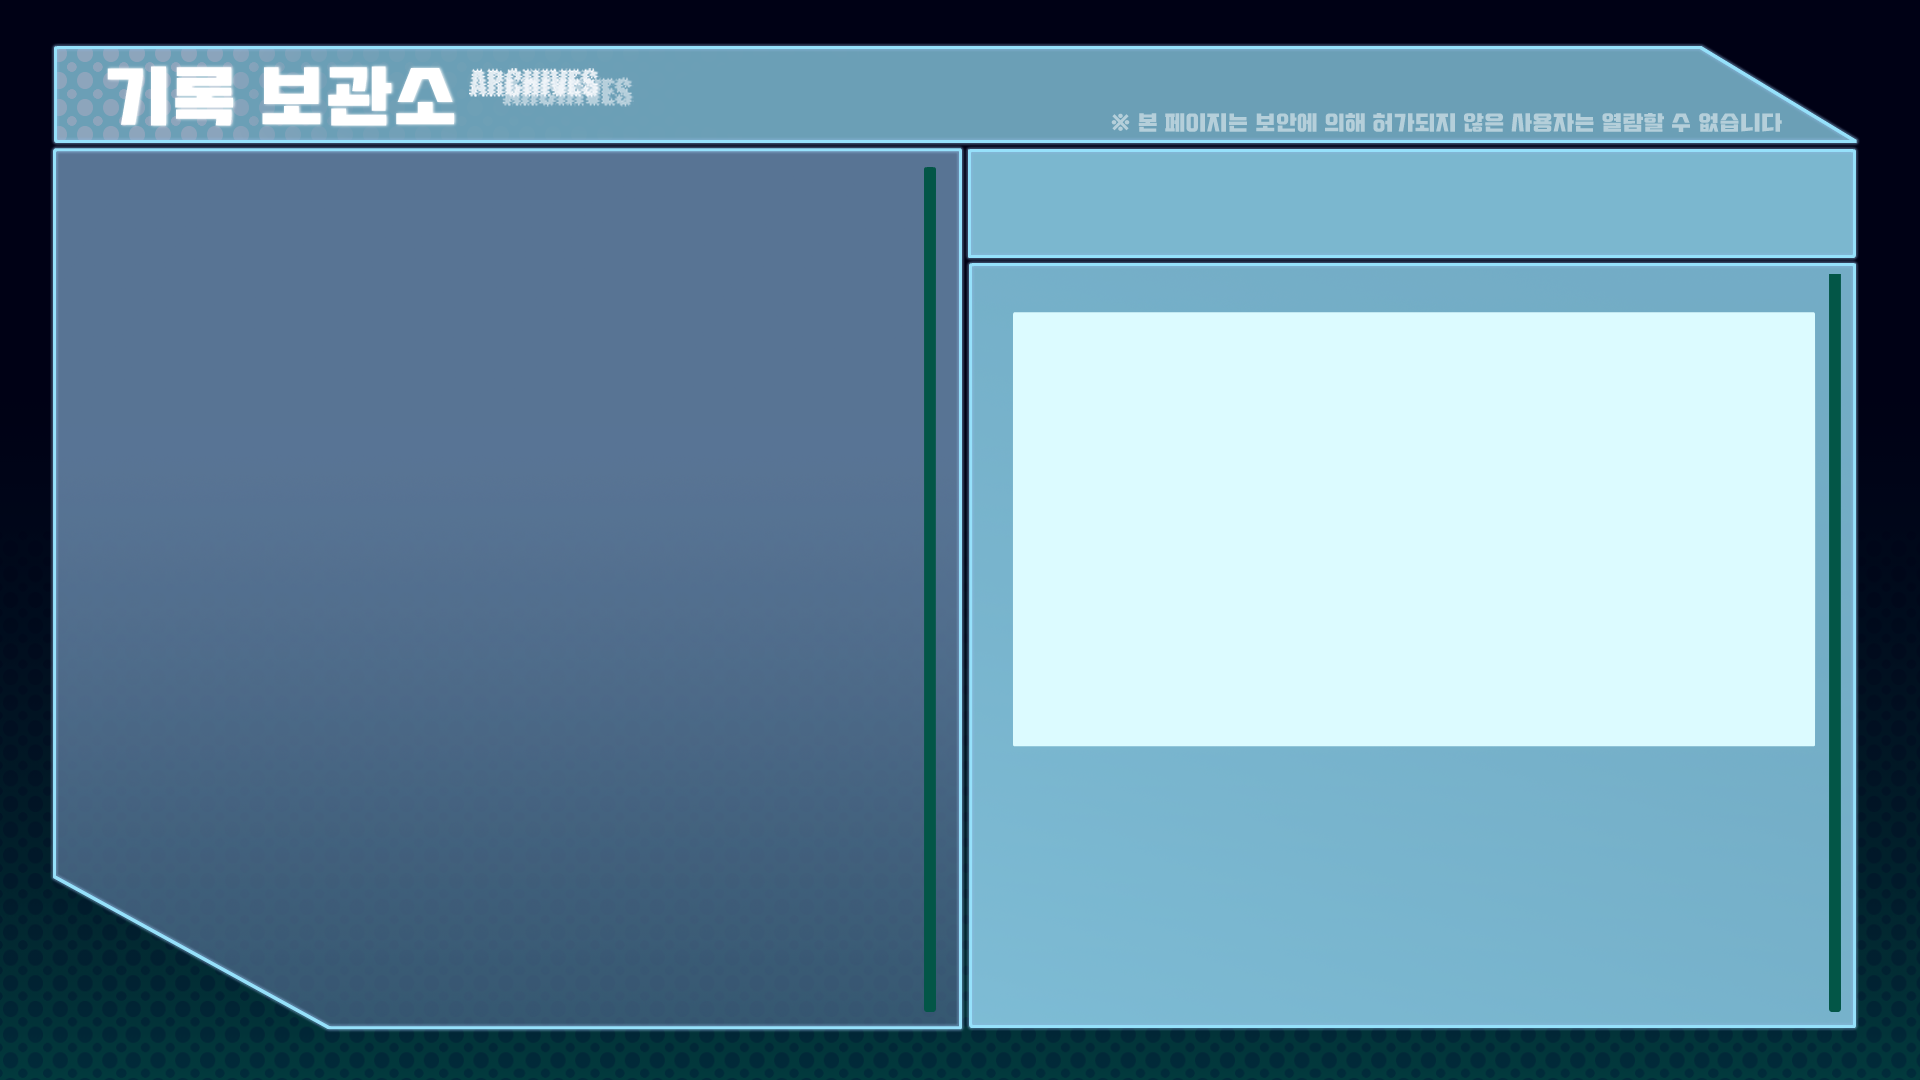 기록 보관소 ARCHIVES ARCHIVES
※ 본 페이지는 보안에 의해 허가되지 않은 사용자는 열람할 수 없습니다